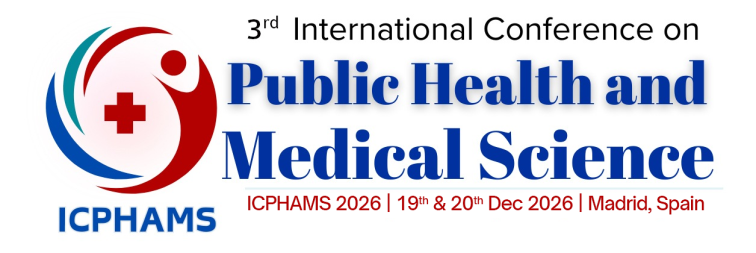 3rd International Conference on
Public Health and
Medical Science
ICPHAMS 2026 | 19th & 20th Dec 2026 | Madrid, Spain
ICPHAMS